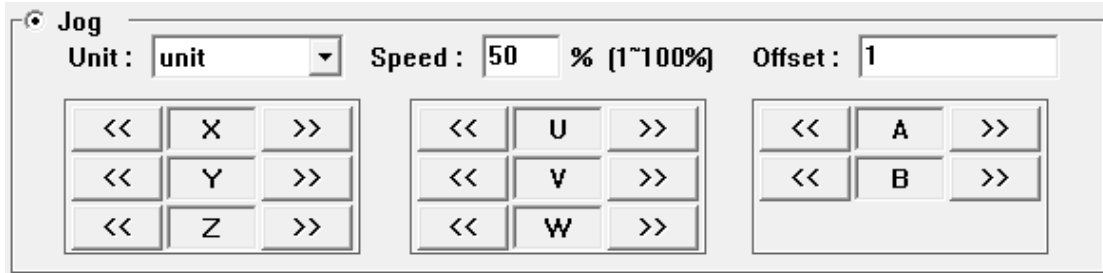 Jog
Unit : unit Speed : 50 % (1~100%) Offset : 1
<< X >> << U >> << A >>
<< Y >> << V >> << B >>
<< Z >> << W >>